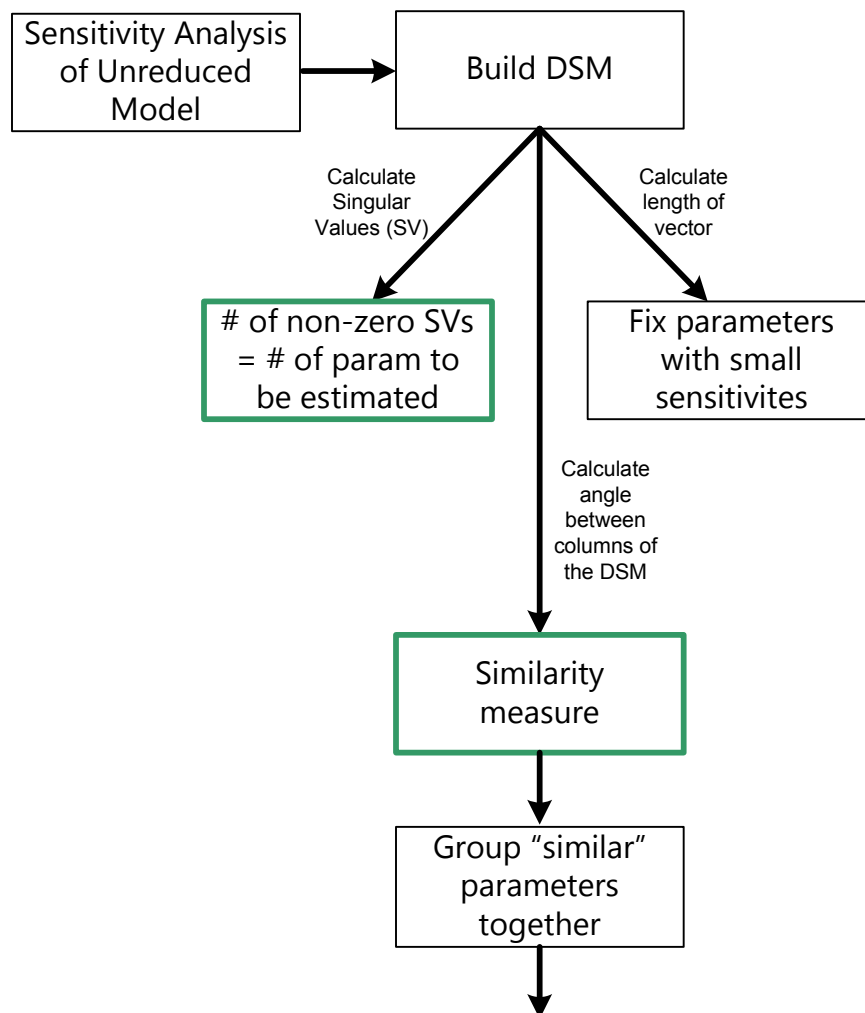 Sensitivity Analysis
of Unreduced
Model
Build DSM
Calculate
Singular
Values (SV)
Calculate
length of
vector
# of non-zero SVs
= # of param to
be estimated
Fix parameters
with small
sensitivites
Calculate
angle
between
columns of
the DSM
Similarity
measure
Group “similar”
parameters
together